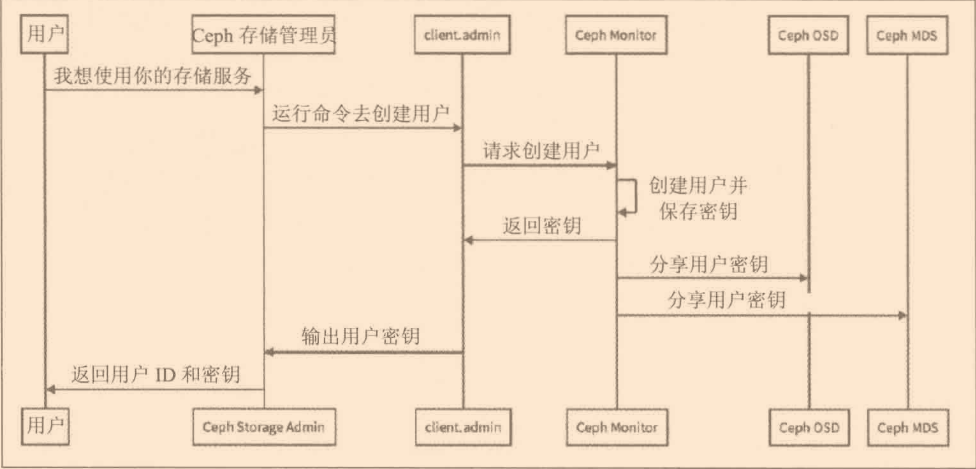 用户
Ceph 存储管理员
client.admin
Ceph Monitor
Ceph OSD
Ceph MDS
我想使用你的存储服务
运行命令去创建用户
请求创建用户
创建用户并
保存密钥
返回密钥
分享用户密钥
分享用户密钥
输出用户密钥
返回用户 ID 和密钥
用户
Ceph Storage Admin
client.admin
Ceph Monitor
Ceph OSD
Ceph MDS